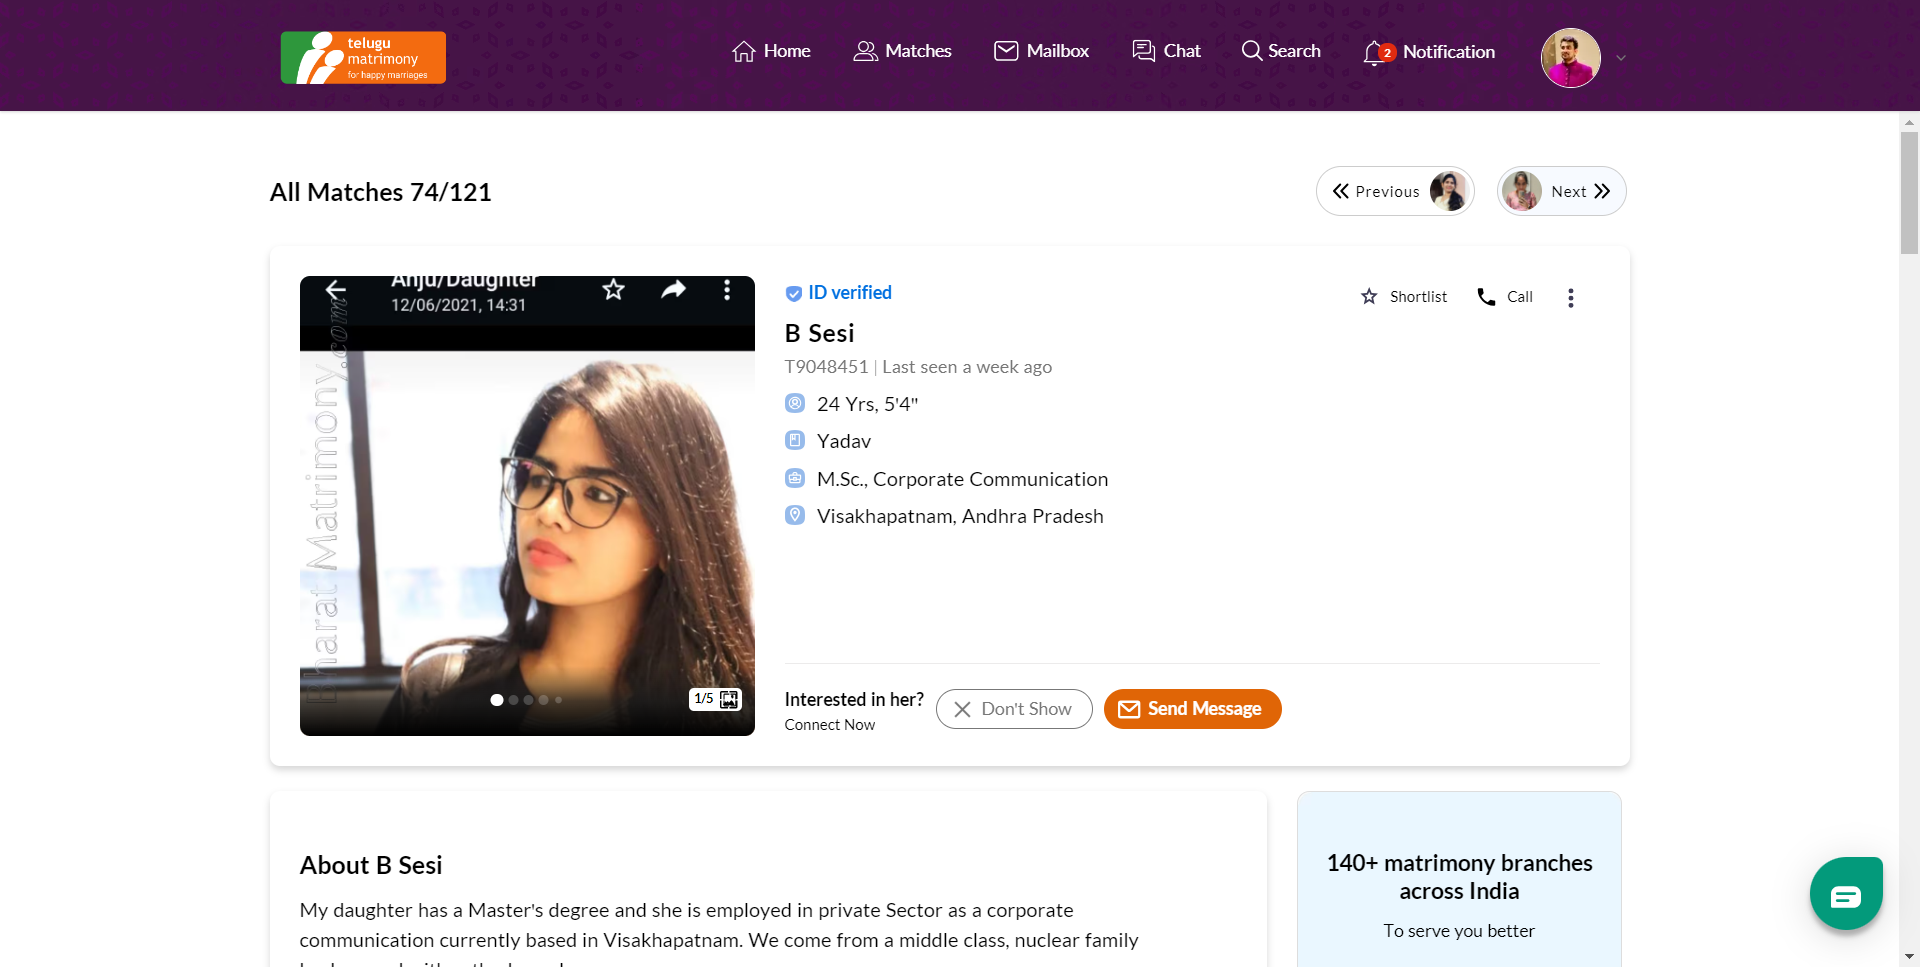 telugu
matrimony
for happy marriages
Home
Matches
Mailbox
Chat
Search
2
Notification
All Matches 74/121
Previous
Next
Anju/Daughter
12/06/2021, 14:31
Bharat Matrimony.com
1/5
ID verified
Shortlist
Call
B Sesi
T9048451 | Last seen a week ago
24 Yrs, 5'4"
Yadav
M.Sc., Corporate Communication
Visakhapatnam, Andhra Pradesh
Interested in her?
Connect Now
Don't Show
Send Message
About B Sesi
My daughter has a Master's degree and she is employed in private Sector as a corporate
communication currently based in Visakhapatnam. We come from a middle class, nuclear family
140+ matrimony branches
across India
To serve you better